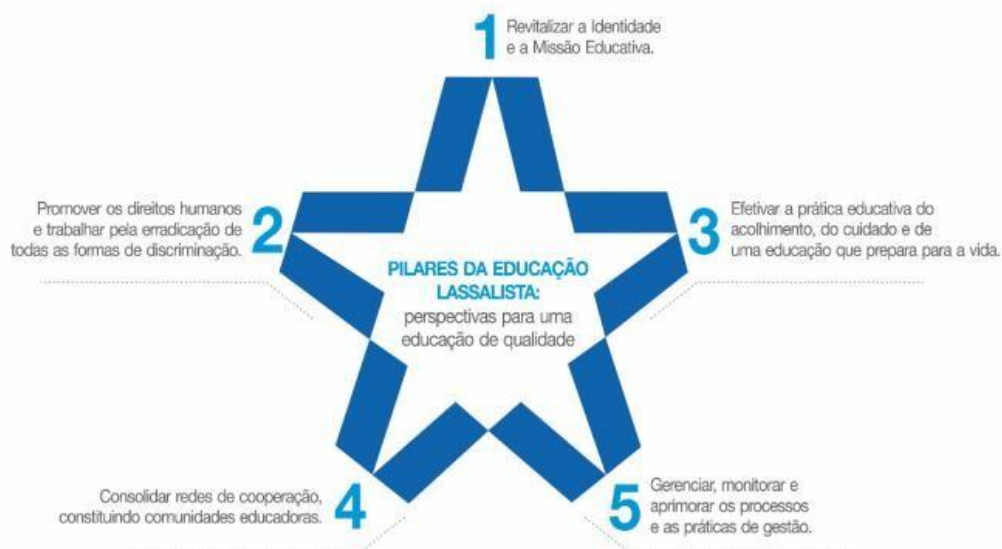 1
Revitalizar a Identidade
e a Missão Educativa.
2
Promover os direitos humanos
e trabalhar pela erradicação de
todas as formas de discriminação.
3
Efetivar a prática educativa do
acolhimento, do cuidado e de
uma educação que prepara para a vida.
PILARES DA EDUCAÇÃO
LASSALISTA:
perspectivas para uma
educação de qualidade
4
Consolidar redes de cooperação,
constituindo comunidades educadoras.
5
Gerenciar, monitorar e
aprimorar os processos
e as práticas de gestão.